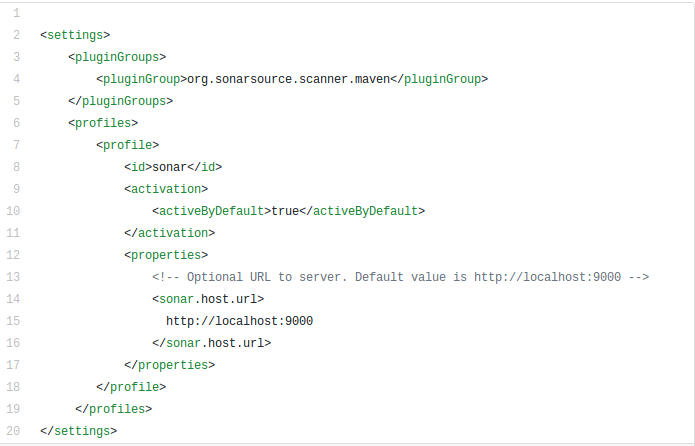 1
2 <settings>
3 <pluginGroups>
4 <pluginGroup>org.sonarsource.scanner.maven</pluginGroup>
5 </pluginGroups>
6 <profiles>
7 <profile>
8 <id>sonar</id>
9 <activation>
10 <activeByDefault>true</activeByDefault>
11 </activation>
12 <properties>
13 <!-- Optional URL to server. Default value is http://localhost:9000 -->
14 <sonar.host.url>
15 http://localhost:9000
16 </sonar.host.url>
17 </properties>
18 </profile>
19 </profiles>
20 </settings>